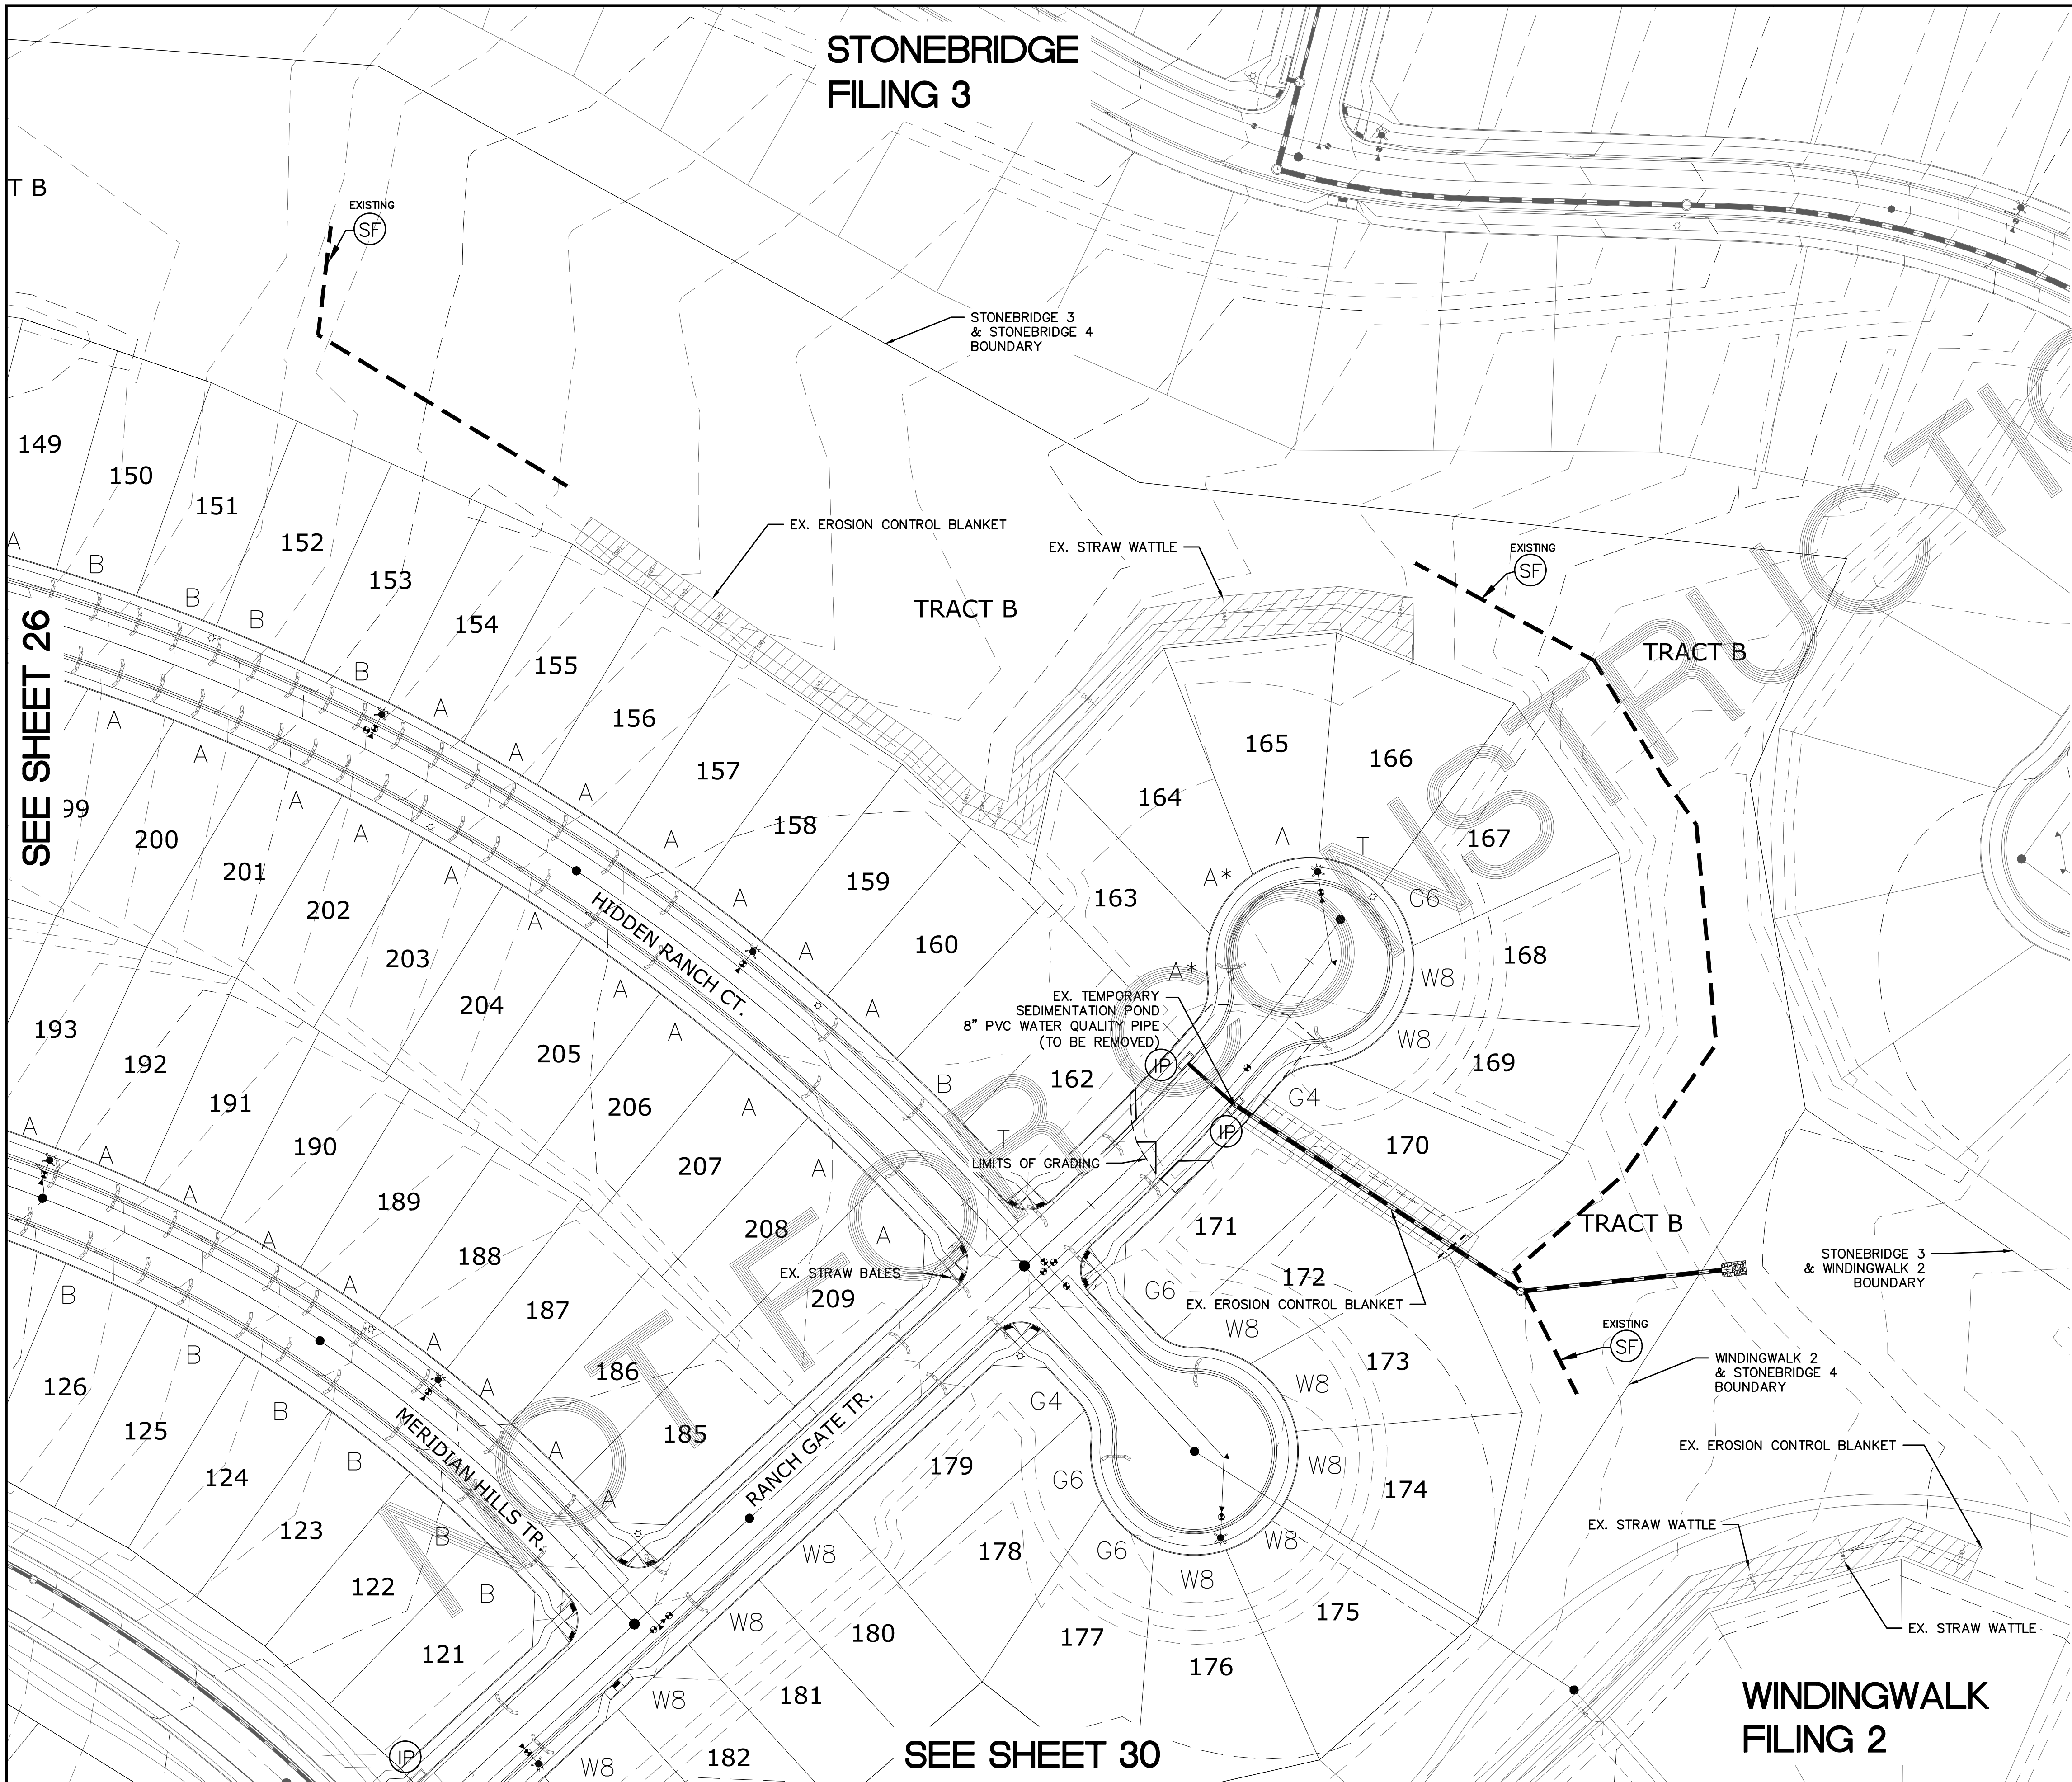 STONEBRIDGE
FILING 3
T B
EXISTING
SF
STONEBRIDGE 3
& STONEBRIDGE 4
BOUNDARY
149
150
151
152
153
154
155
156
157
158
159
160
162
163
164
165
166
167
168
169
170
171
172
173
174
175
176
177
178
179
180
181
182
EX. EROSION CONTROL BLANKET
EX. STRAW WATTLE
TRACT B
EXISTING
SF
TRACT B
SEE SHEET 26
A
B
B
B
B
A
A
A
A
A
A
A
B
T
A
A
A
A
A
A
A
A
A
A
A
99
200
201
202
203
204
205
206
207
208
209
HIDDEN RANCH CT.
A*
A*
A
T
G6
W8
W8
G4
EX. TEMPORARY
SEDIMENTATION POND
8" PVC WATER QUALITY PIPE
(TO BE REMOVED)
IP
IP
LIMITS OF GRADING
EX. STRAW BALES
193
192
191
190
189
188
187
186
185
A
A
A
A
A
A
A
A
A
B
B
B
B
B
B
126
125
124
123
122
121
MERIDIAN HILLS TR.
RANCH GATE TR.
G6
W8
W8
W8
W8
W8
G6
G6
G4
W8
W8
W8
W8
IP
EX. EROSION CONTROL BLANKET
TRACT B
STONEBRIDGE 3
& WINDINGWALK 2
BOUNDARY
EXISTING
SF
WINDINGWALK 2
& STONEBRIDGE 4
BOUNDARY
EX. EROSION CONTROL BLANKET
EX. STRAW WATTLE
EX. STRAW WATTLE
WINDINGWALK
FILING 2
SEE SHEET 30